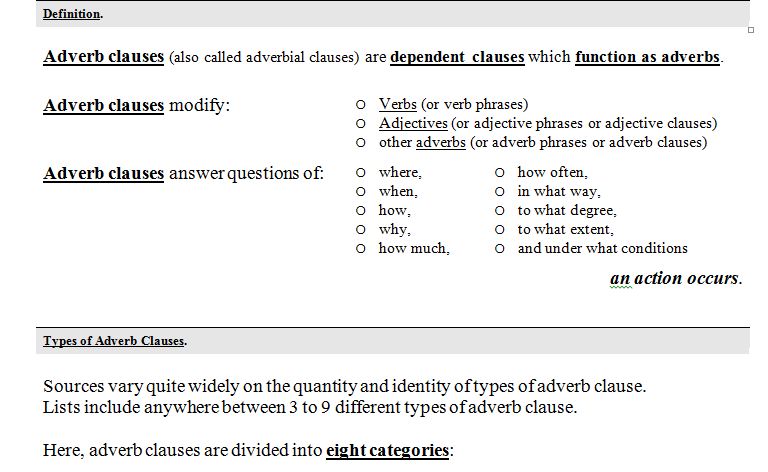 Definition.
Adverb clauses (also called adverbial clauses) are dependent clauses which function as adverbs.
Adverb clauses modify:
o Verbs (or verb phrases)
o Adjectives (or adjective phrases or adjective clauses)
o other adverbs (or adverb phrases or adverb clauses)
Adverb clauses answer questions of:
o where,
o when,
o how,
o why,
o how much,
o how often,
o in what way,
o to what degree,
o to what extent,
o and under what conditions
an action occurs.
Types of Adverb Clauses.
Sources vary quite widely on the quantity and identity of types of adverb clause.
Lists include anywhere between 3 to 9 different types of adverb clause.
Here, adverb clauses are divided into eight categories: